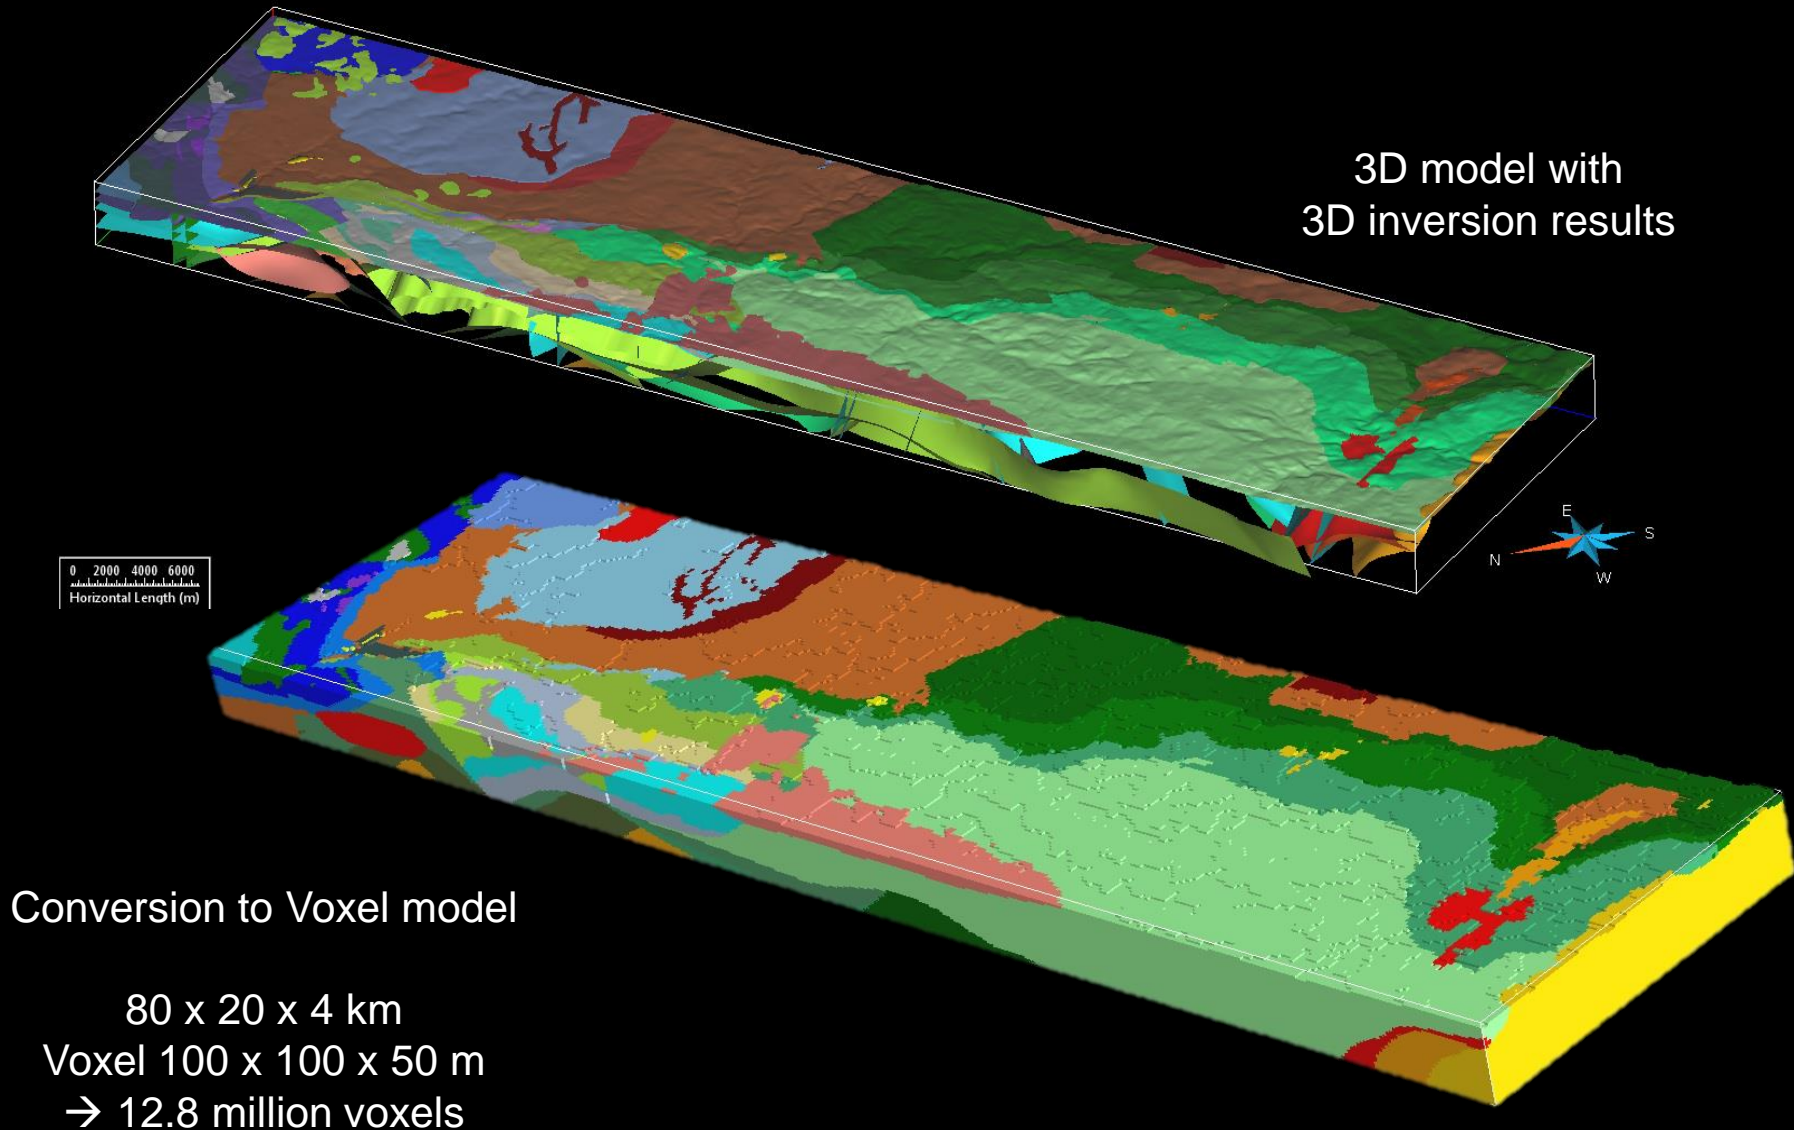 3D model with
3D inversion results
E
S
N
W
0 2000 4000 6000
Horizontal Length (m)
Conversion to Voxel model
80 x 20 x 4 km
Voxel 100 x 100 x 50 m
→ 12.8 million voxels